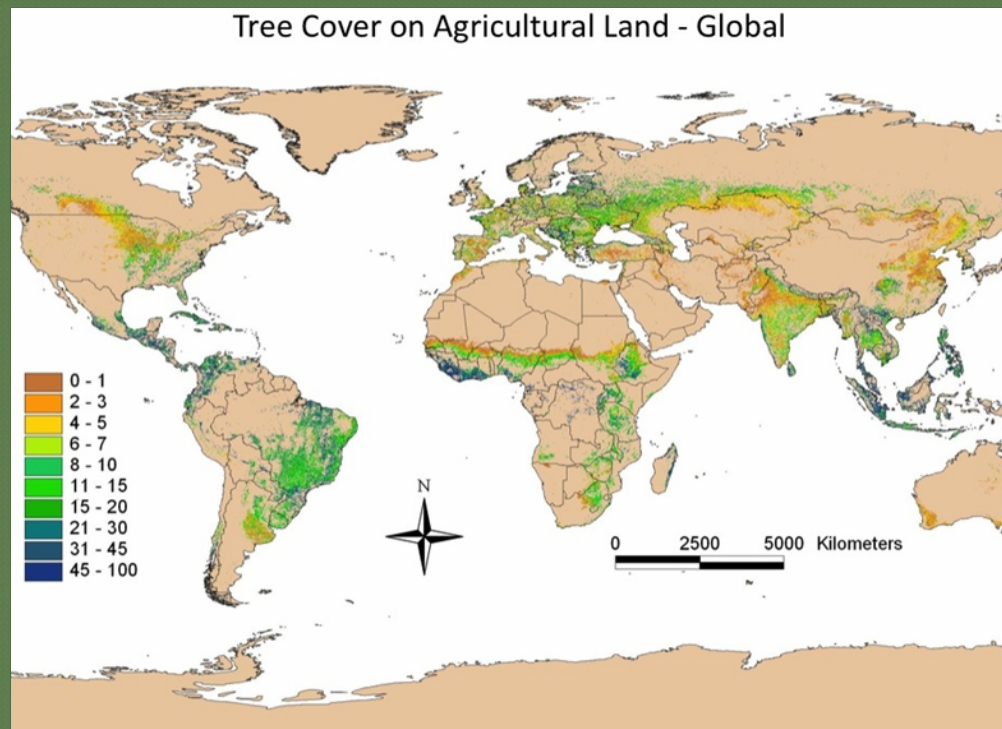 Tree Cover on Agricultural Land - Global
0 - 1
2 - 3
4 - 5
6 - 7
8 - 10
11 - 15
15 - 20
21 - 30
31 - 45
45 - 100
N
0 2500 5000 Kilometers